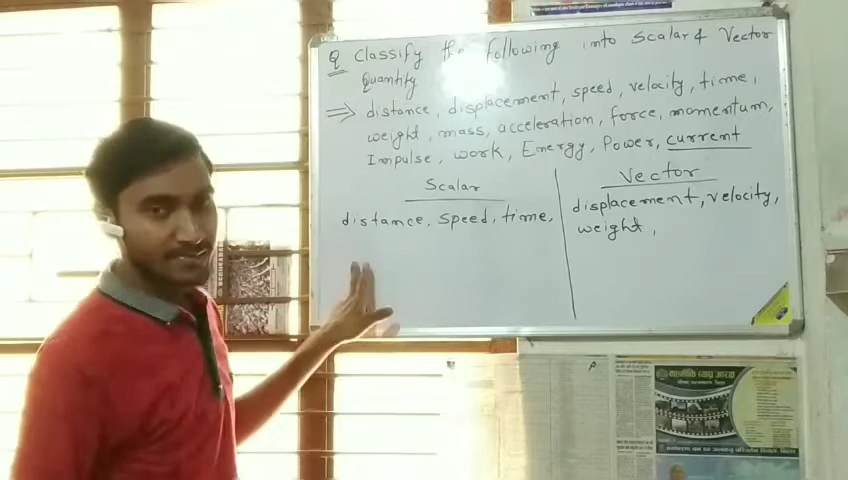 Q Classify the following into Scalar & Vector
Quantity
⇒ distance, displacement, speed, velocity, time,
weight, mass, acceleration, force, momentum,
Impulse, work, Energy, Power, current
Scalar
distance, speed, time,
Vector
displacement, velocity,
weight,